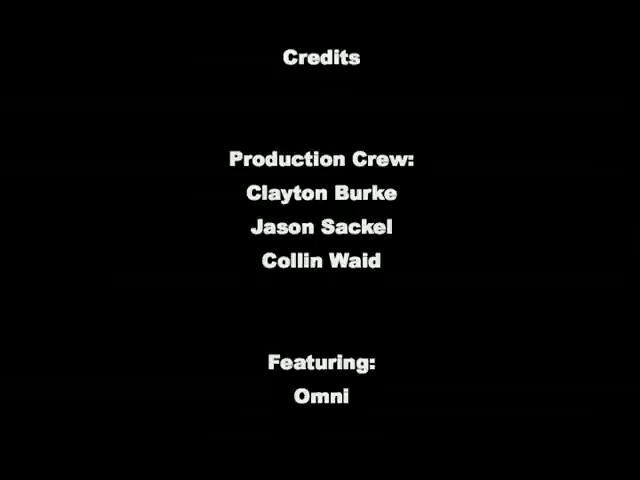 Credits
Production Crew:
Clayton Burke
Jason Sackel
Collin Waid
Featuring:
Omni